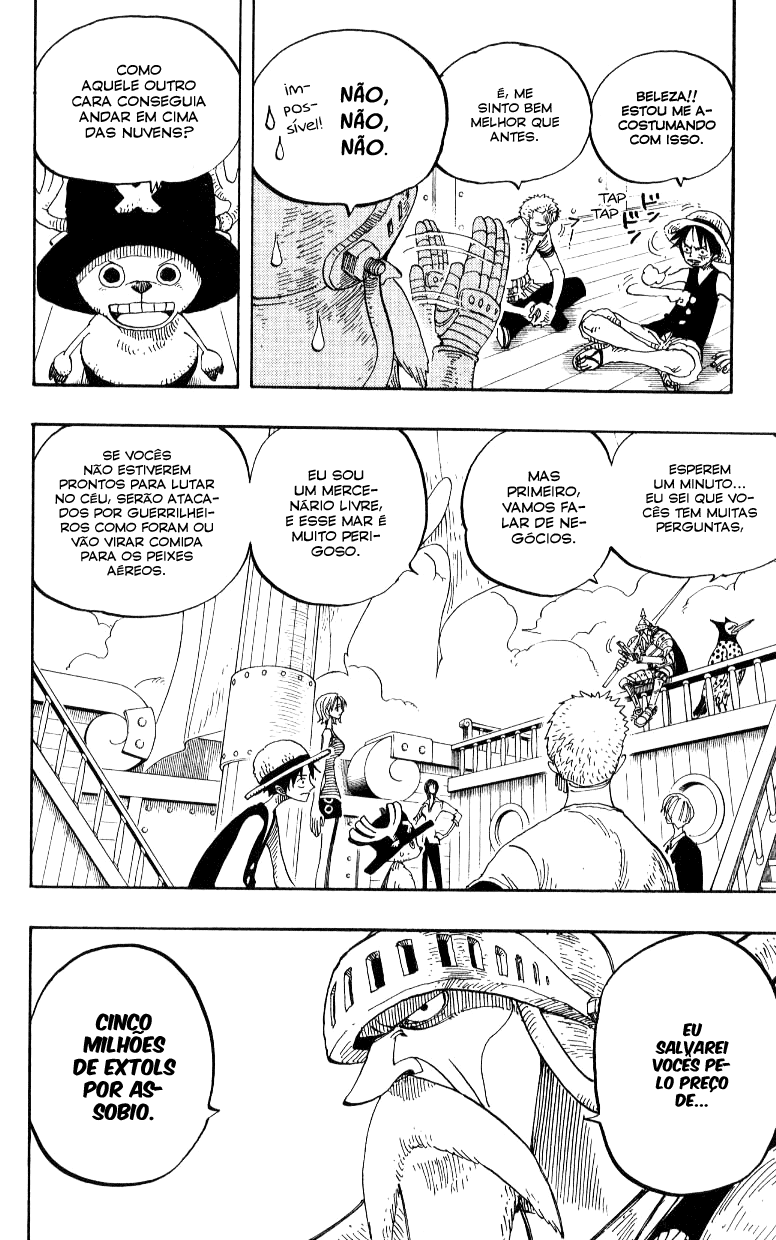 BELEZA!!
ESTOU ME A-
COSTUMANDO
COM ISSO.
TAP
TAP
É, ME
SINTO BEM
MELHOR QUE
ANTES.
NÃO,
NÃO,
NÃO.
im-
pos-
sível!
COMO
AQUELE OUTRO
CARA CONSEGUIA
ANDAR EM CIMA
DAS NUVENS?
ESPEREM
UM MINUTO...
EU SEI QUE VO-
CÊS TEM MUITAS
PERGUNTAS,
MAS
PRIMEIRO,
VAMOS FA-
LAR DE NE-
GÓCIOS.
EU SOU
UM MERCE-
NÁRIO LIVRE,
E ESSE MAR É
MUITO PERI-
GOSO.
SE VOCÊS
NÃO ESTIVEREM
PRONTOS PARA LUTAR
NO CÉU, SERÃO ATACA-
DOS POR GUERRILHEI-
ROS COMO FORAM OU
VÃO VIRAR COMIDA
PARA OS PEIXES
AÉREOS.
EU
SALVAREI
VOCÊS PE-
LO PREÇO
DE...
CINCO
MILHÕES
DE EXTOLS
POR AS-
SOBIO.